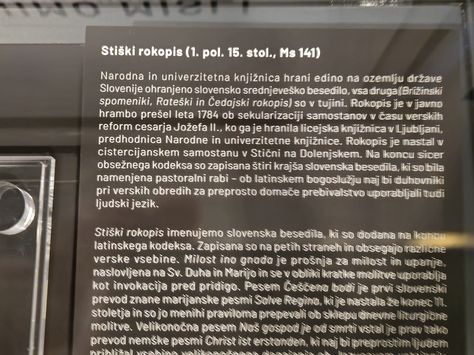 Stiški rokopis (1. pol. 15. stol., Ms 141)
Narodna in univerzitetna knjižnica hrani edino na ozemlju države
Slovenije ohranjeno slovensko srednjeveško besedilo, vsa druga (Brižinski
spomeniki, Rateški in Čedajski rokopis) so v tujini. Rokopis je v javno
hrambo prešel leta 1784 ob sekularizaciji samostanov v času verskih
reform cesarja Jožefa II., ko ga je hranila licejska knjižnica v Ljubljani,
predhodnica Narodne in univerzitetne knjižnice. Rokopis je nastal v
cistercijanskem samostanu v Stični na Dolenjskem. Na koncu sicer
obsežnega kodeksa so zapisana štiri krajša slovenska besedila, ki so bila
namenjena pastoralni rabi – ob latinskem bogoslužju naj bi duhovniki
pri verskih obredih za preprosto domače prebivalstvo uporabljali tudi
ljudski jezik.
Stiški rokopis imenujemo slovenska besedila, ki so dodana na koncu
latinskega kodeksa. Zapisana so na petih straneh in obsegajo različne
verske vsebine. Milost ino gnada je prošnja za milost in upanje,
naslovljena na Sv. Duha in Marijo in se v obliki kratke molitve uporablja
kot invokacija pred pridigo. Pesem Češčena bodi je prvi slovenski
prevod znane marijanske pesmi Salve Regina, ki je nastala že konec 11.
stoletja in so jo menihi praviloma prepevali ob sklepu dnevne liturgične
molitve. Velikonočna pesem Naš gospod je od smrti vstal je prav tako
prevod nemške pesmi Christ ist erstanden, ki naj bi preprostim ljudem